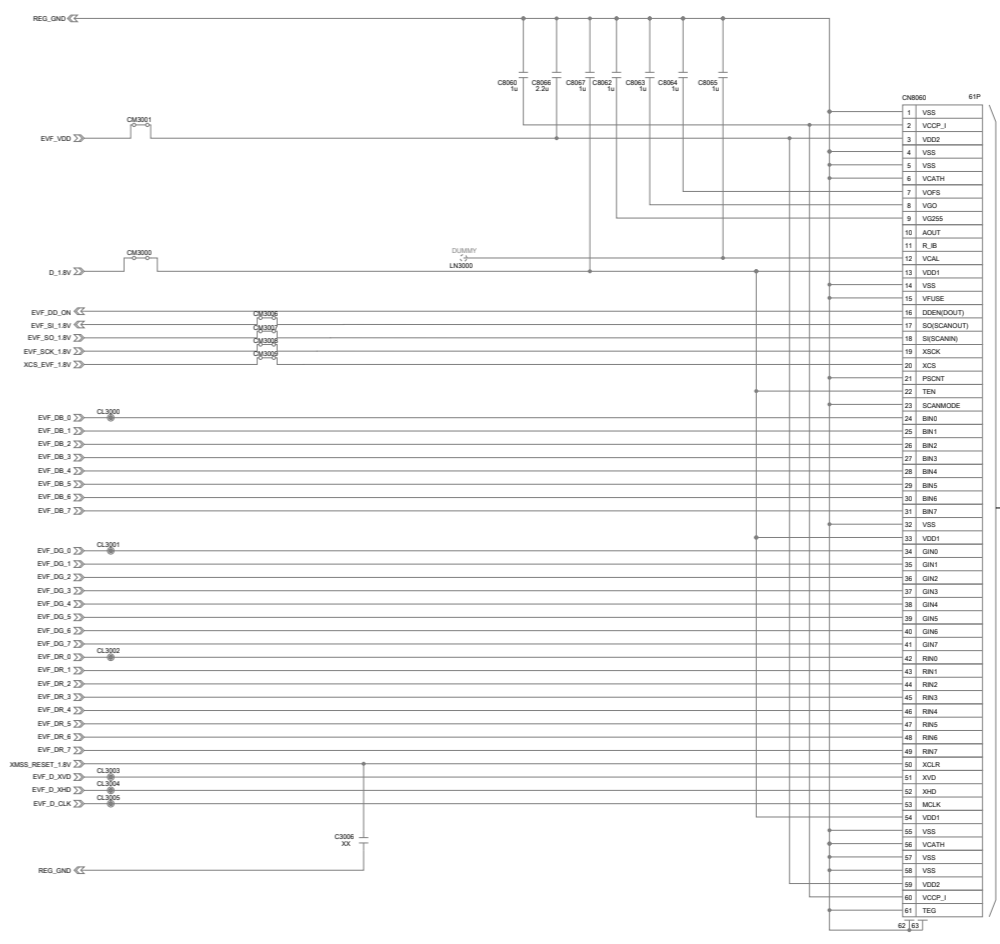 REG_GND
C8060 1u
C8066 2.2u
C8067 1u
C8062 1u
C8063 1u
C8064 1u
C8065 1u
CN8060 61P
CM3001
EVF_VDD
CM3000
D_1.8V
DUMMY
LN3000
EVF_DD_ON
CM3006
EVF_SI_1.8V
CM3007
EVF_SO_1.8V
CM3008
EVF_SCK_1.8V
CM3009
XCS_EVF_1.8V
CL3000
EVF_DB_0
EVF_DB_1
EVF_DB_2
EVF_DB_3
EVF_DB_4
EVF_DB_5
EVF_DB_6
EVF_DB_7
CL3001
EVF_DG_0
EVF_DG_1
EVF_DG_2
EVF_DG_3
EVF_DG_4
EVF_DG_5
EVF_DG_6
EVF_DG_7
CL3002
EVF_DR_0
EVF_DR_1
EVF_DR_2
EVF_DR_3
EVF_DR_4
EVF_DR_5
EVF_DR_6
EVF_DR_7
XMSS_RESET_1.8V
CL3003
EVF_D_XVD
CL3004
EVF_D_XHD
CL3005
EVF_D_CLK
C3006
XX
REG_GND
1 VSS
2 VCCP_I
3 VDD2
4 VSS
5 VSS
6 VCATH
7 VOFS
8 VGO
9 VG255
10 AOUT
11 R_IB
12 VCAL
13 VDD1
14 VSS
15 VFUSE
16 DDEN(DOUT)
17 SO(SCANOUT)
18 SI(SCANIN)
19 XSCK
20 XCS
21 PSCNT
22 TEN
23 SCANMODE
24 BIN0
25 BIN1
26 BIN2
27 BIN3
28 BIN4
29 BIN5
30 BIN6
31 BIN7
32 VSS
33 VDD1
34 GIN0
35 GIN1
36 GIN2
37 GIN3
38 GIN4
39 GIN5
40 GIN6
41 GIN7
42 RIN0
43 RIN1
44 RIN2
45 RIN3
46 RIN4
47 RIN5
48 RIN6
49 RIN7
50 XCLR
51 XVD
52 XHD
53 MCLK
54 VDD1
55 VSS
56 VCATH
57 VSS
58 VSS
59 VDD2
60 VCCP_I
61 TEG
62 63